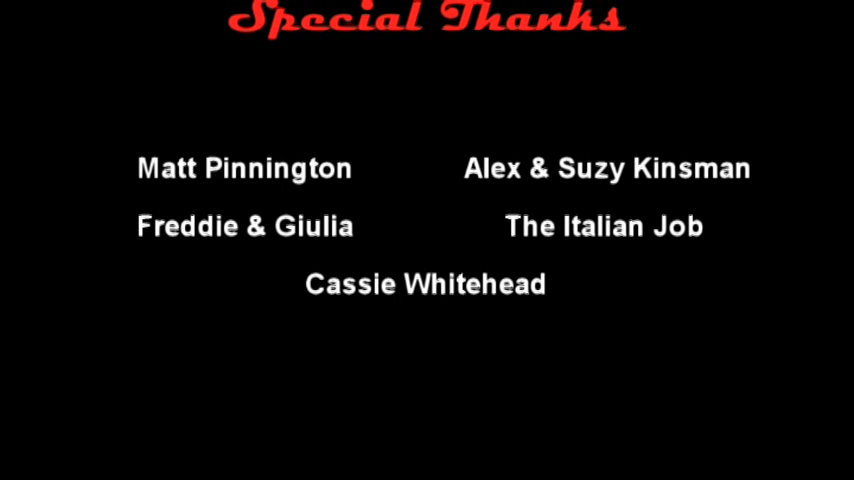 Special Thanks
Matt Pinnington Alex & Suzy Kinsman
Freddie & Giulia The Italian Job
Cassie Whitehead